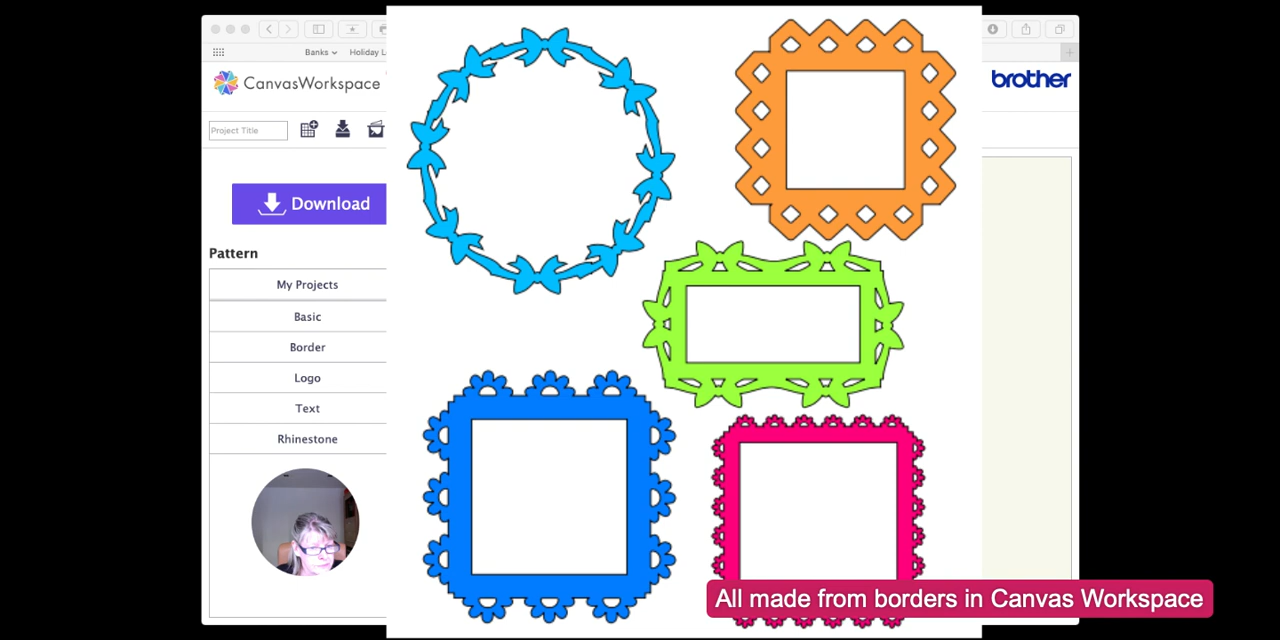 Banks
Holiday L
CanvasWorkspace
brother
Project Title
Download
Pattern
My Projects
Basic
Border
Logo
Text
Rhinestone
All made from borders in Canvas Workspace